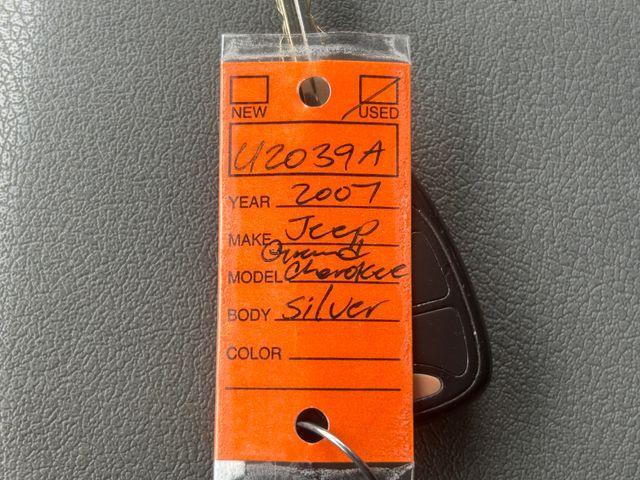 NEW USED
U2039A
YEAR 2007
MAKE Jeep
Grand
MODEL Cherokee
BODY Silver
COLOR